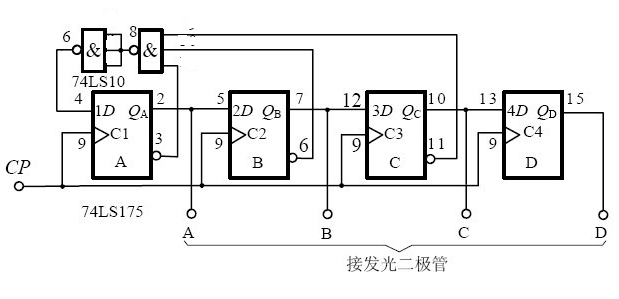 6 & 8 &
74LS10
4 2 5 7 12 10 13 15
1D QA 2D QB 3D QC 4D QD
9 C1 3 9 C2 6 9 C3 11 9 C4
A B C D
CP
74LS175
A B C D
接发光二极管